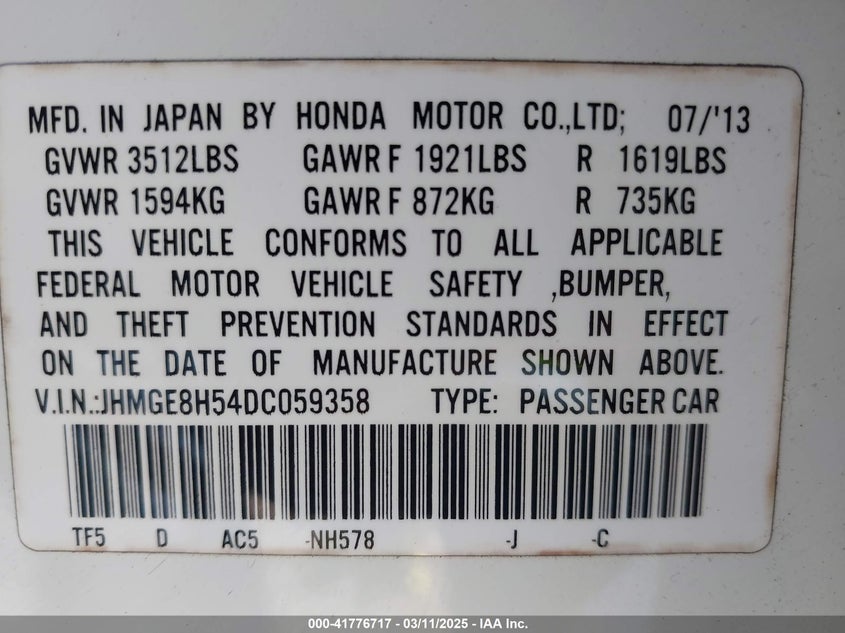 MFD. IN JAPAN BY HONDA MOTOR CO.,LTD; 07/'13
GVWR 3512LBS GAWR F 1921LBS R 1619LBS
GVWR 1594KG GAWR F 872KG R 735KG
THIS VEHICLE CONFORMS TO ALL APPLICABLE
FEDERAL MOTOR VEHICLE SAFETY ,BUMPER,
AND THEFT PREVENTION STANDARDS IN EFFECT
ON THE DATE OF MANUFACTURE SHOWN ABOVE.
V.I.N.:JHMGE8H54DC059358 TYPE: PASSENGER CAR
TF5 D AC5 -NH578 -J -C
000-41776717 - 03/11/2025 - IAA Inc.